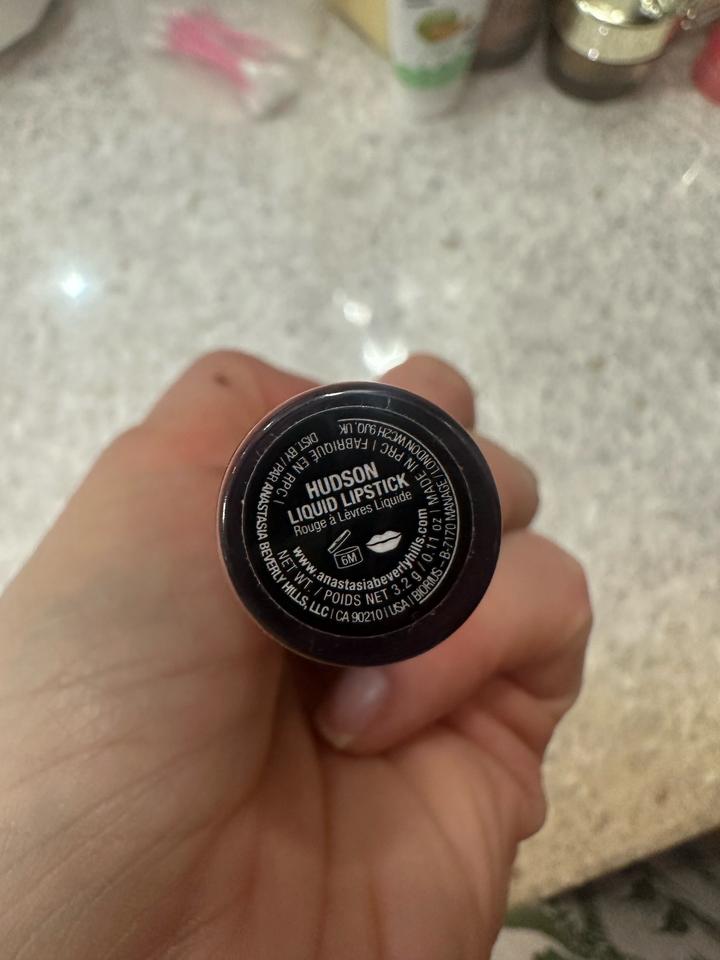 HUDSON
LIQUID LIPSTICK
Rouge à Lèvres Liquide
6M
www.anastasiabeverlyhills.com
NET WT. / POIDS NET 3.2 g / 0.11 oz | MADE IN PRC | FABRIQUÉ EN RPC |
DIST. BY / PAR ANASTASIA BEVERLY HILLS, LLC | CA 90210 | USA | BIORIUS – B-7170 MANAGE / LONDON WC2H 9JQ, UK